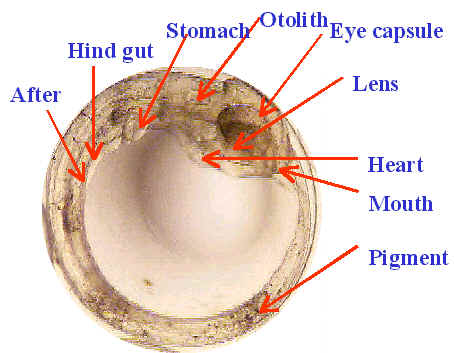 Otolith
Stomach
Eye capsule
Hind gut
Lens
After
Heart
Mouth
Pigment